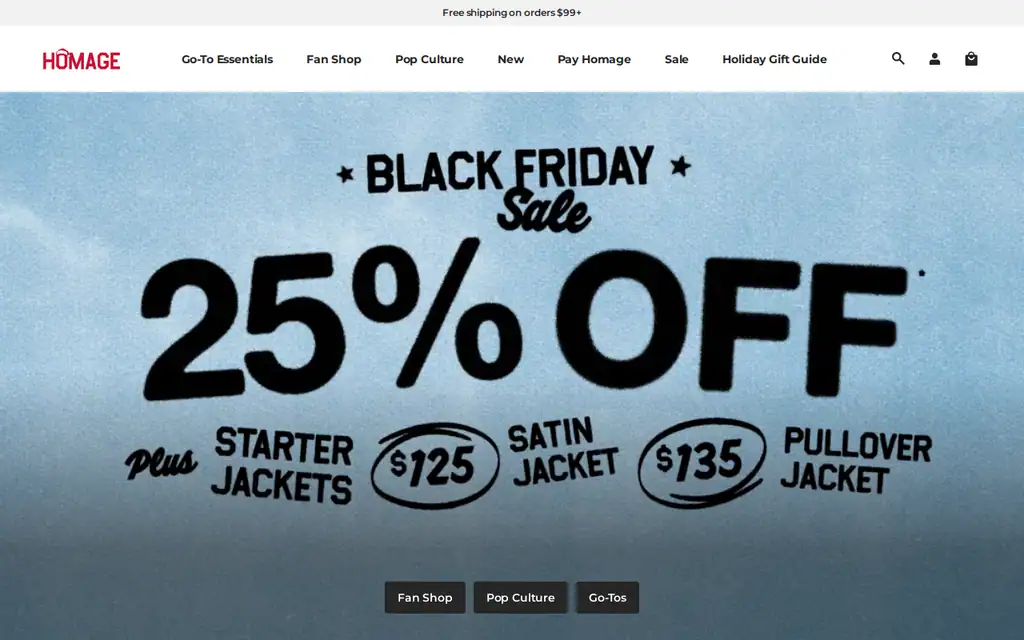 Free shipping on orders $99+
HOMAGE
Go-To Essentials
Fan Shop
Pop Culture
New
Pay Homage
Sale
Holiday Gift Guide
BLACK FRIDAY
Sale
25% OFF*
plus
STARTER
JACKETS
$125
SATIN
JACKET
$135
PULLOVER
JACKET
Fan Shop
Pop Culture
Go-Tos